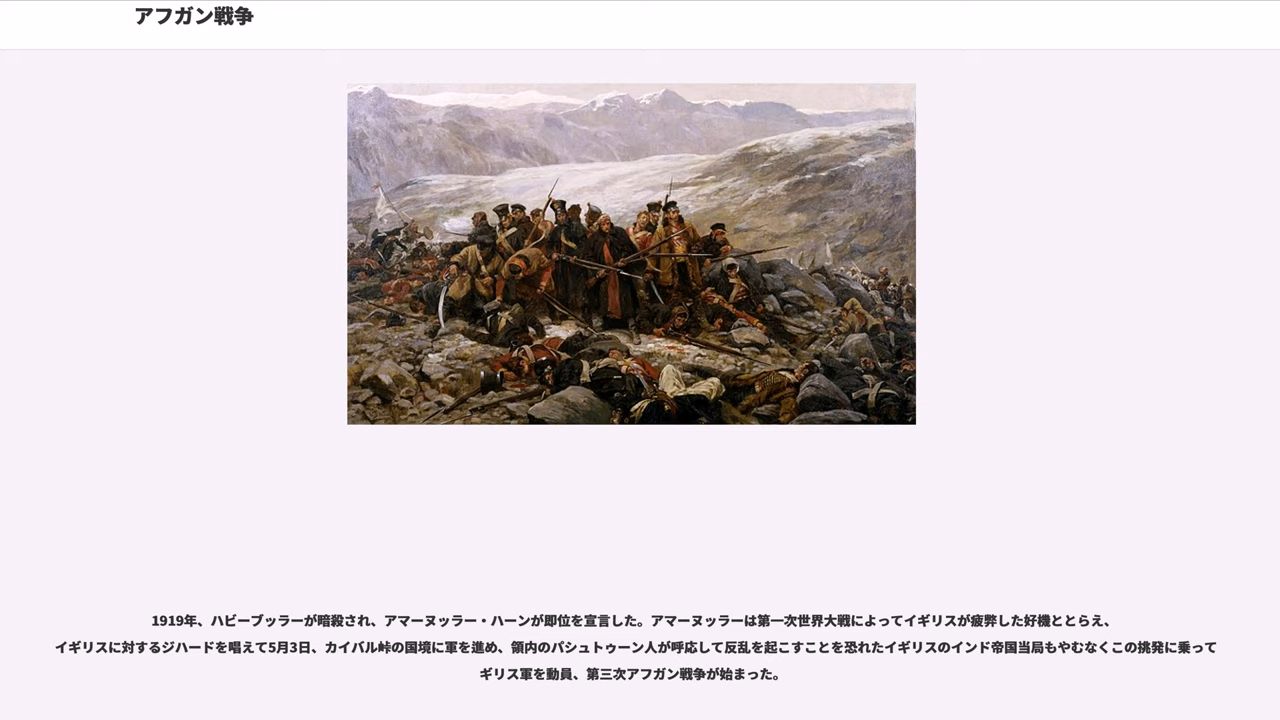 アフガン戦争
1919年、ハビーブッラーが暗殺され、アマーヌッラー・ハーンが即位を宣言した。アマーヌッラーは第一次世界大戦によってイギリスが疲弊した好機ととらえ、
イギリスに対するジハードを唱えて5月3日、カイバル峠の国境に軍を進め、領内のパシュトゥーン人が呼応して反乱を起こすことを恐れたイギリスのインド帝国当局もやむなくこの挑発に乗って
ギリス軍を動員、第三次アフガン戦争が始まった。